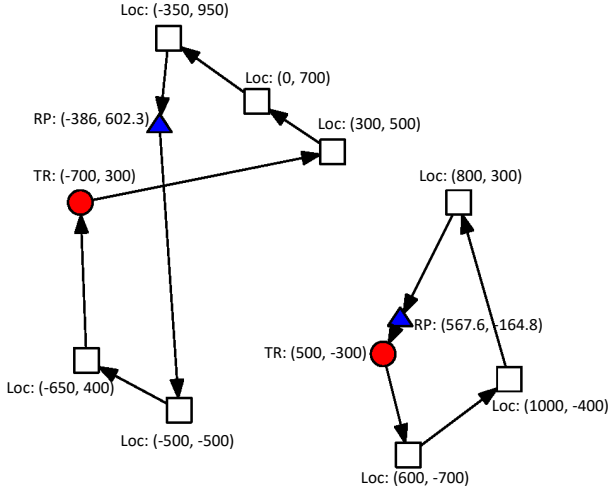 Loc: (-350, 950)
Loc: (0, 700)
RP: (-386, 602.3)
Loc: (300, 500)
TR: (-700, 300)
Loc: (800, 300)
RP: (567.6, -164.8)
TR: (500, -300)
Loc: (-650, 400)
Loc: (1000, -400)
Loc: (-500, -500)
Loc: (600, -700)